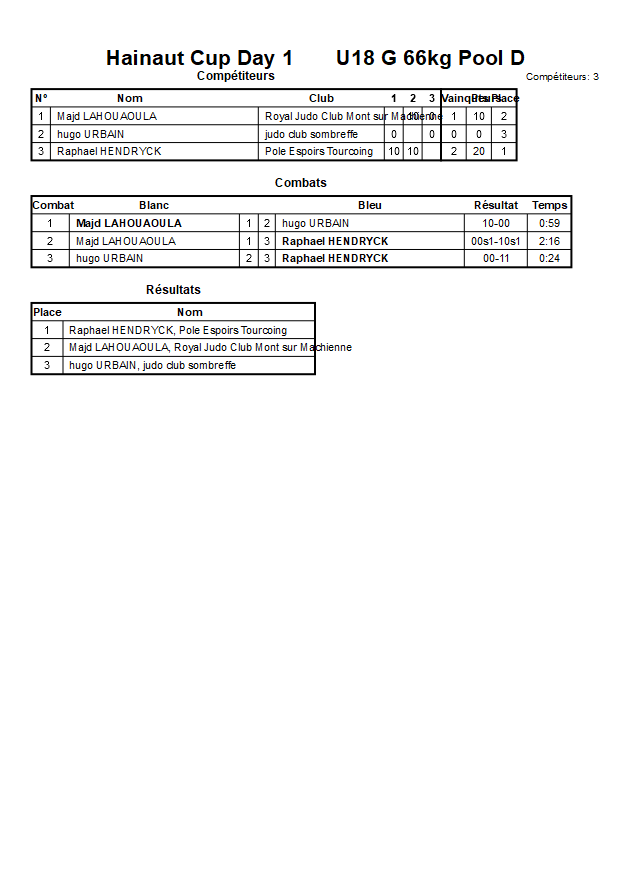 Hainaut Cup Day 1 U18 G 66kg Pool D
Compétiteurs Compétiteurs: 3
Nº Nom Club 1 2 3 Vainqueurs Pts Place
1 Majd LAHOUAOULA Royal Judo Club Mont sur Machienne 10 0 1 10 2
2 hugo URBAIN judo club sombreffe 0 0 0 0 3
3 Raphael HENDRYCK Pole Espoirs Tourcoing 10 10 2 20 1
Combats
Combat Blanc Bleu Résultat Temps
1 Majd LAHOUAOULA 1 2 hugo URBAIN 10-00 0:59
2 Majd LAHOUAOULA 1 3 Raphael HENDRYCK 00s1-10s1 2:16
3 hugo URBAIN 2 3 Raphael HENDRYCK 00-11 0:24
Résultats
Place Nom
1 Raphael HENDRYCK, Pole Espoirs Tourcoing
2 Majd LAHOUAOULA, Royal Judo Club Mont sur Machienne
3 hugo URBAIN, judo club sombreffe